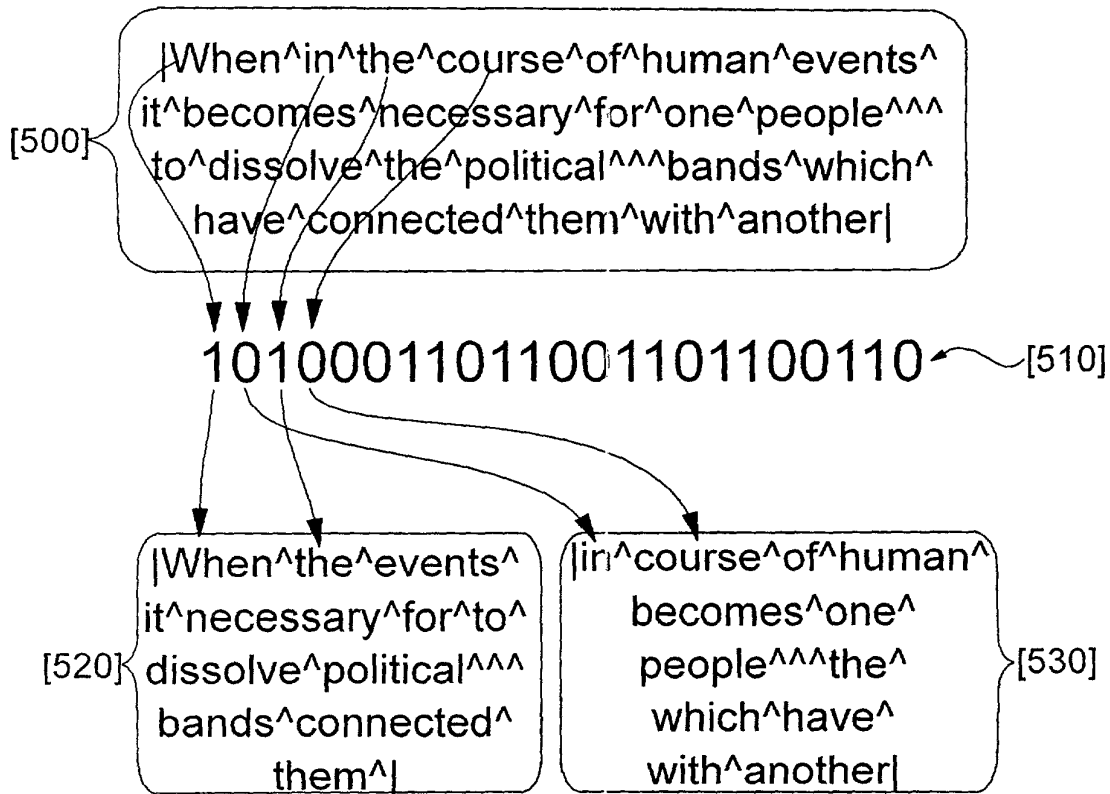 |When^in^the^course^of^human^events^
it^becomes^necessary^for^one^people^^^
[500]
to^dissolve^the^political^^^bands^which^
have^connected^them^with^another|
10100011011001101100110
[510]
|When^the^events^
it^necessary^for^to^
[520]
dissolve^political^^^
bands^connected^
them^|
|in^course^of^human^
becomes^one^
people^^^the^
[530]
which^have^
with^another|